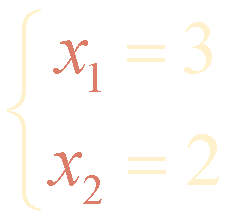 x₁ = 3
x₂ = 2